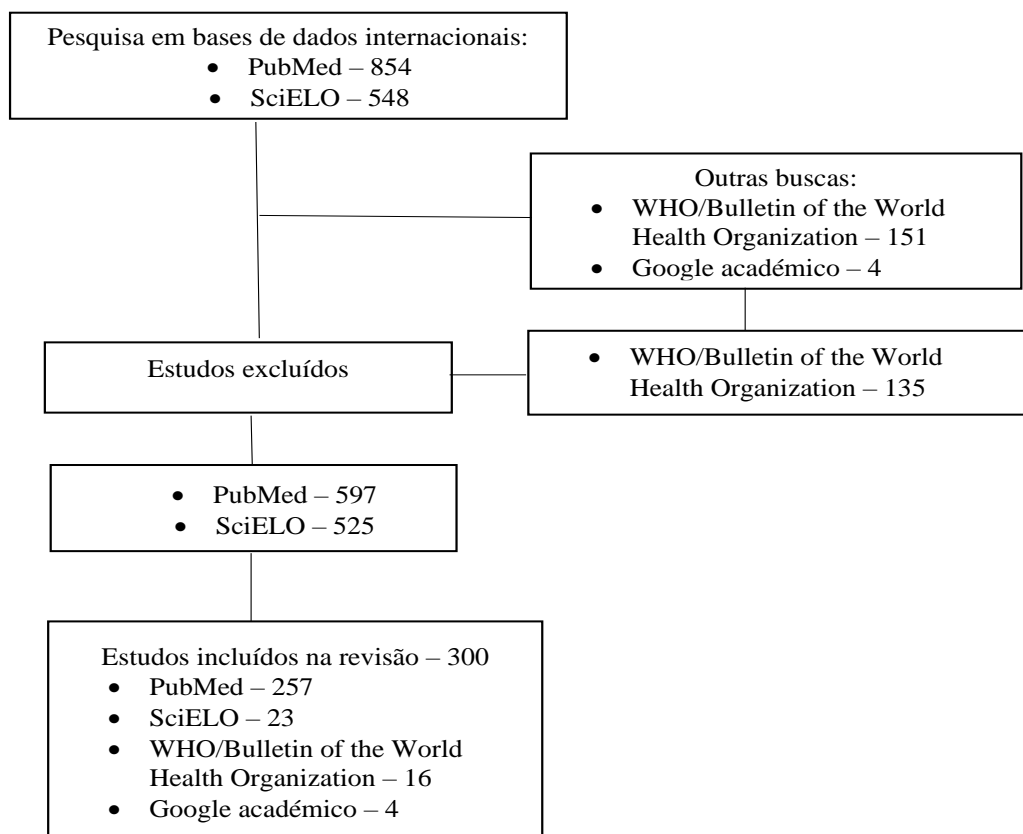 Pesquisa em bases de dados internacionais:
• PubMed – 854
• SciELO – 548
Outras buscas:
• WHO/Bulletin of the World
Health Organization – 151
• Google académico – 4
Estudos excluídos
• WHO/Bulletin of the World
Health Organization – 135
• PubMed – 597
• SciELO – 525
Estudos incluídos na revisão – 300
• PubMed – 257
• SciELO – 23
• WHO/Bulletin of the World
Health Organization – 16
• Google académico – 4